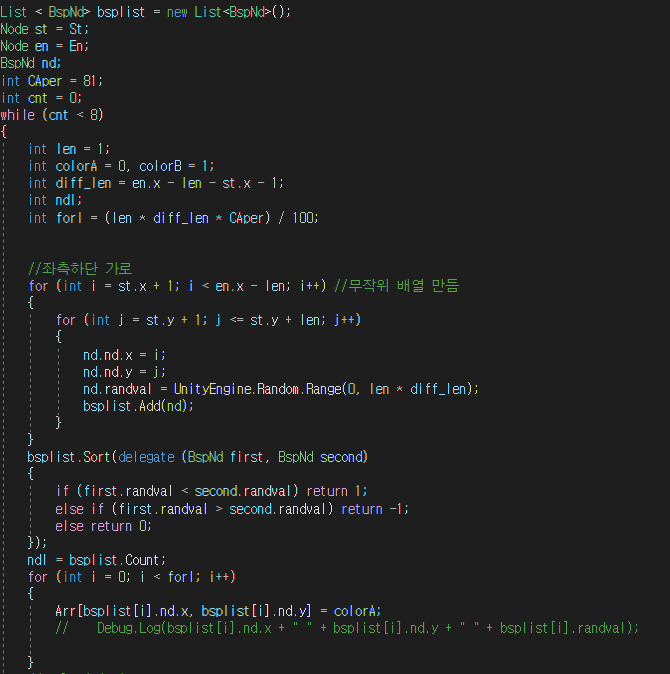 List < BspNd> bsplist = new List<BspNd>();
Node st = St;
Node en = En;
BspNd nd;
int CAper = 81;
int cnt = 0;
while (cnt < 8)
{
int len = 1;
int colorA = 0, colorB = 1;
int diff_len = en.x - len - st.x - 1;
int ndl;
int forl = (len * diff_len * CAper) / 100;
//좌측하단 가로
for (int i = st.x + 1; i < en.x - len; i++) //무작위 배열 만듬
{
for (int j = st.y + 1; j <= st.y + len; j++)
{
nd.nd.x = i;
nd.nd.y = j;
nd.randval = UnityEngine.Random.Range(0, len * diff_len);
bsplist.Add(nd);
}
}
bsplist.Sort(delegate (BspNd first, BspNd second)
{
if (first.randval < second.randval) return 1;
else if (first.randval > second.randval) return -1;
else return 0;
});
ndl = bsplist.Count;
for (int i = 0; i < forl; i++)
{
Arr[bsplist[i].nd.x, bsplist[i].nd.y] = colorA;
// Debug.Log(bsplist[i].nd.x + " " + bsplist[i].nd.y + " " + bsplist[i].randval);
}